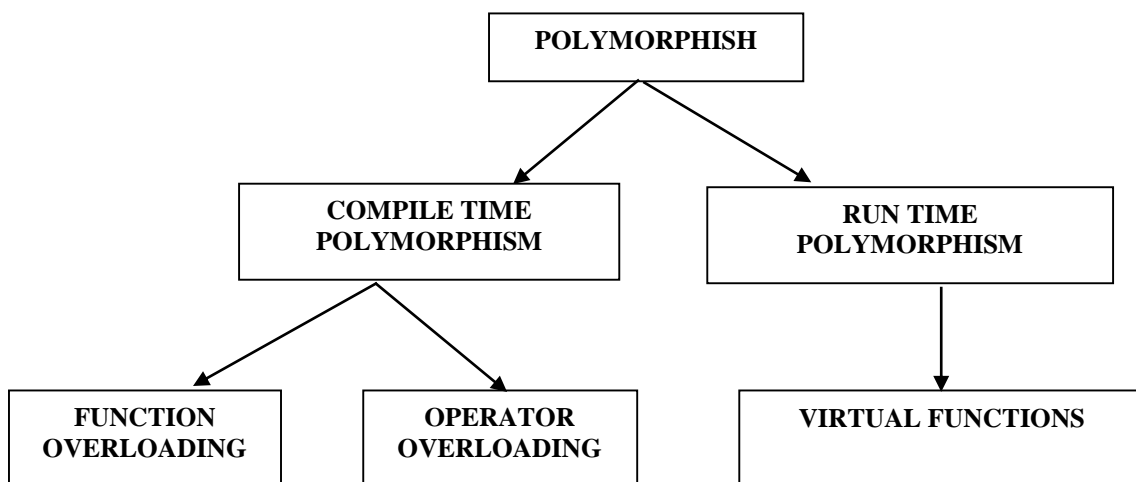 POLYMORPHISH
COMPILE TIME
POLYMORPHISM
RUN TIME
POLYMORPHISM
FUNCTION
OVERLOADING
OPERATOR
OVERLOADING
VIRTUAL FUNCTIONS